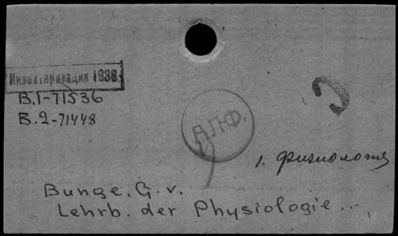 Инвентаризация 1936
B.1-71536
B.2-71448
А.П.Ф.
1. физиология
Bunge, G. v.
Lehrb. der Physiologie...